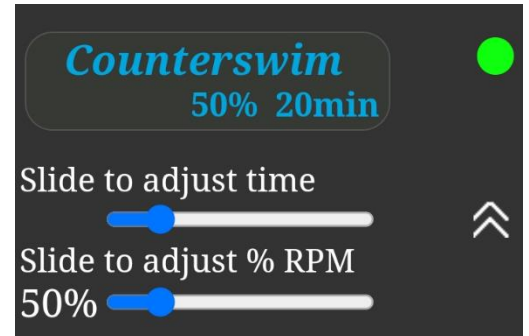 Counterswim
50% 20min
Slide to adjust time
Slide to adjust % RPM
50%